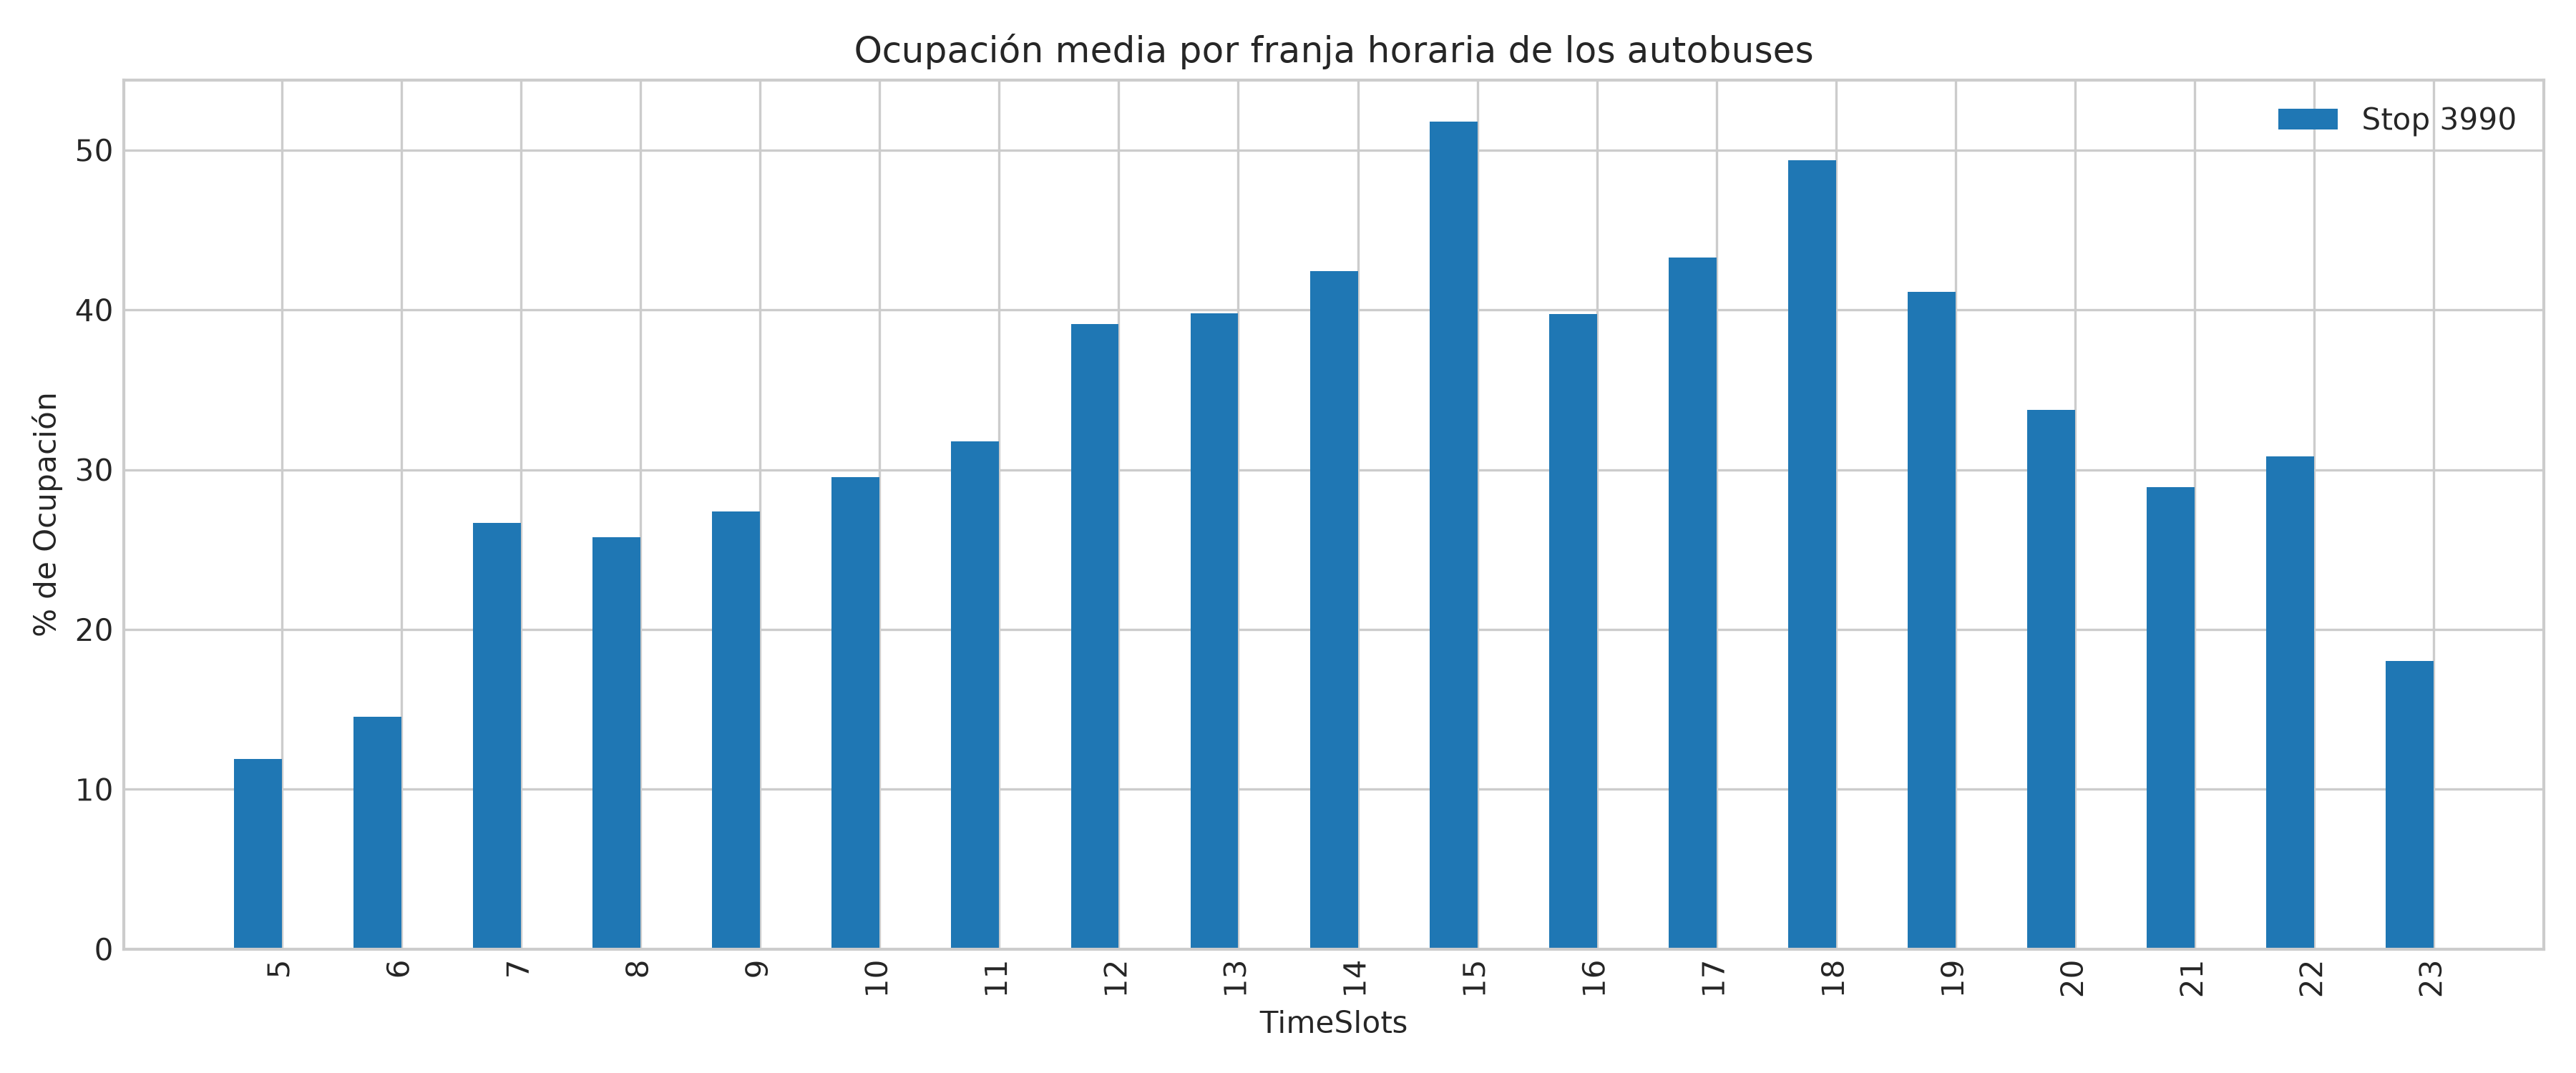 Ocupación media por franja horaria de los autobuses
Stop 3990
50
40
30
20
10
0
% de Ocupación
5 6 7 8 9 10 11 12 13 14 15 16 17 18 19 20 21 22 23
TimeSlots